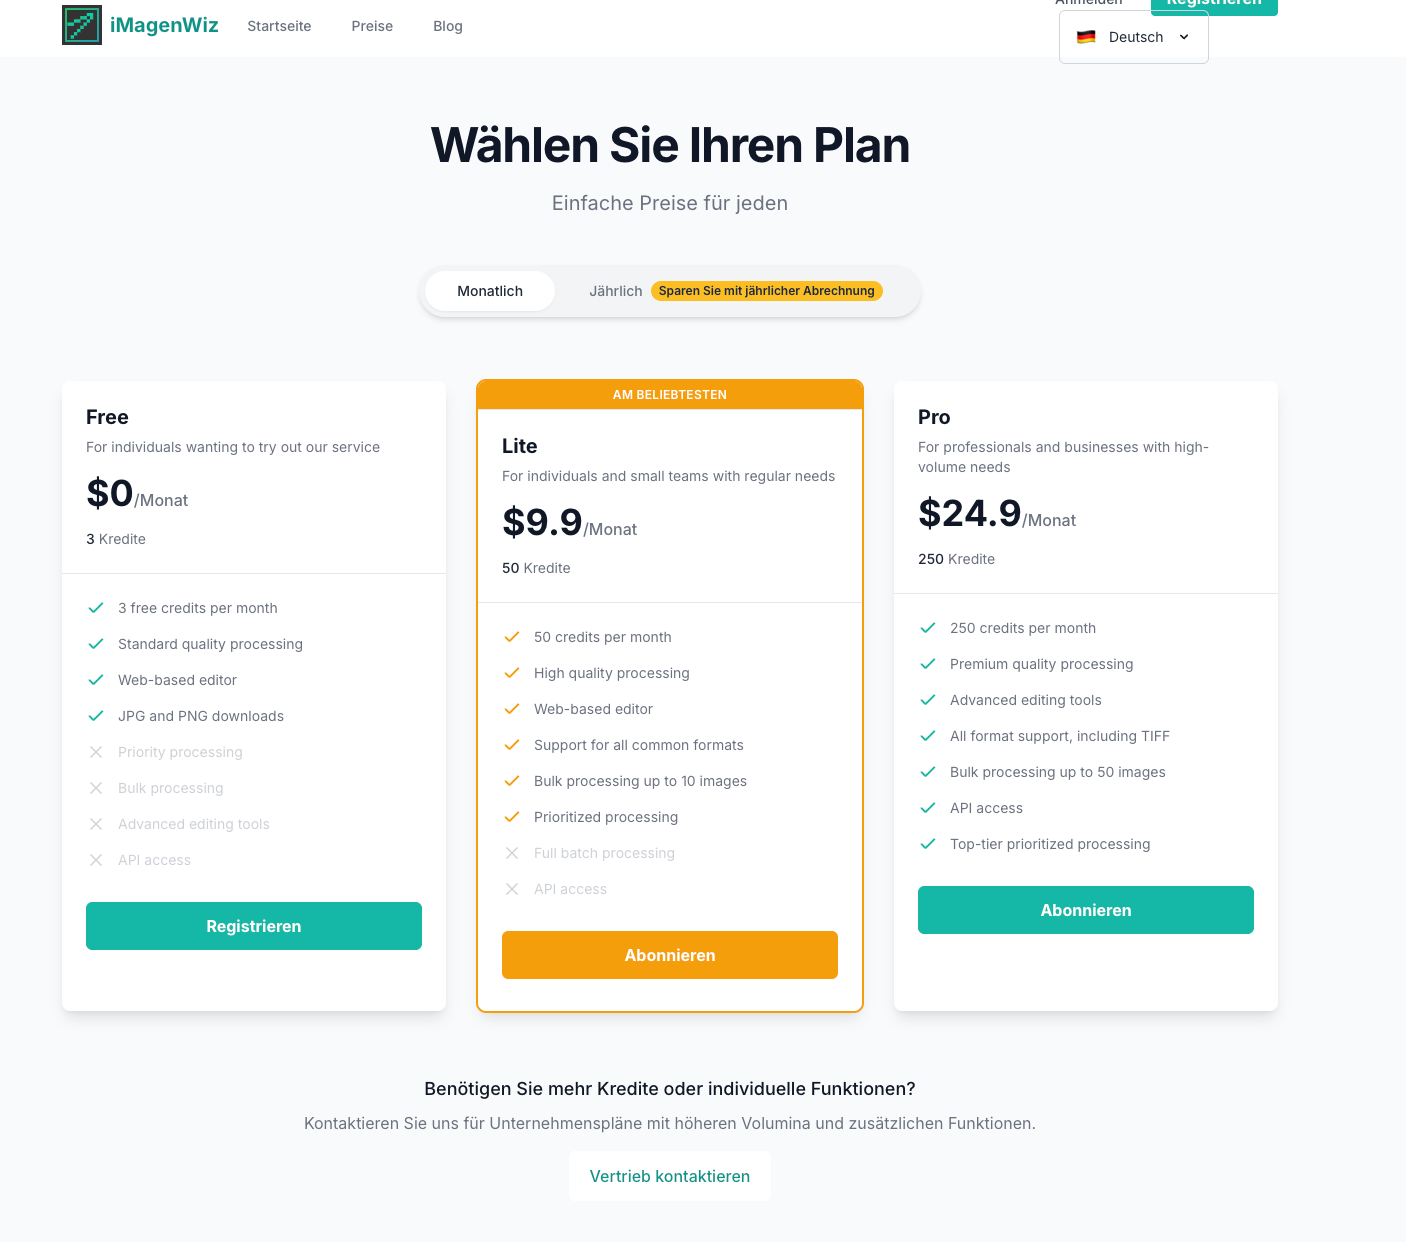 iMagenWiz
Startseite
Preise
Blog
Anmelden
Registrieren
Deutsch
Wählen Sie Ihren Plan
Einfache Preise für jeden
Monatlich
Jährlich
Sparen Sie mit jährlicher Abrechnung
Free
For individuals wanting to try out our service
$0/Monat
3 Kredite
3 free credits per month
Standard quality processing
Web-based editor
JPG and PNG downloads
Priority processing
Bulk processing
Advanced editing tools
API access
Registrieren
AM BELIEBTESTEN
Lite
For individuals and small teams with regular needs
$9.9/Monat
50 Kredite
50 credits per month
High quality processing
Web-based editor
Support for all common formats
Bulk processing up to 10 images
Prioritized processing
Full batch processing
API access
Abonnieren
Pro
For professionals and businesses with high-
volume needs
$24.9/Monat
250 Kredite
250 credits per month
Premium quality processing
Advanced editing tools
All format support, including TIFF
Bulk processing up to 50 images
API access
Top-tier prioritized processing
Abonnieren
Benötigen Sie mehr Kredite oder individuelle Funktionen?
Kontaktieren Sie uns für Unternehmenspläne mit höheren Volumina und zusätzlichen Funktionen.
Vertrieb kontaktieren